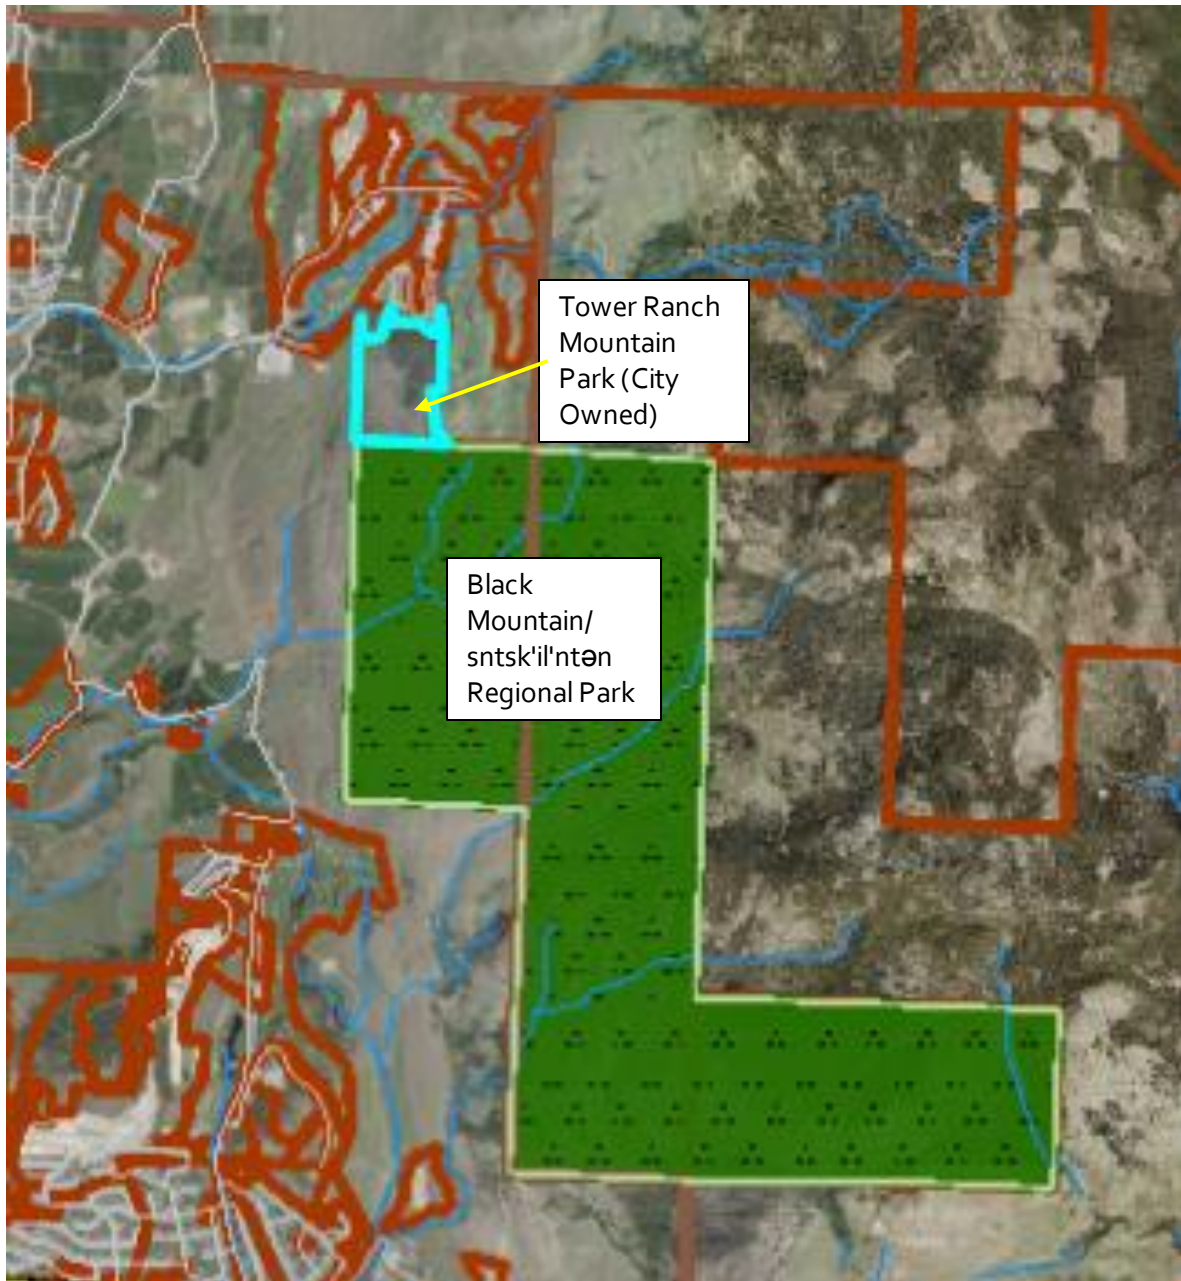 Tower Ranch
Mountain
Park (City
Owned)
Black
Mountain/
sntsk'il'ntən
Regional Park